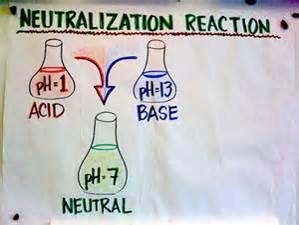 NEUTRALIZATION REACTION
pH=1
pH=13
ACID
BASE
pH=7
NEUTRAL